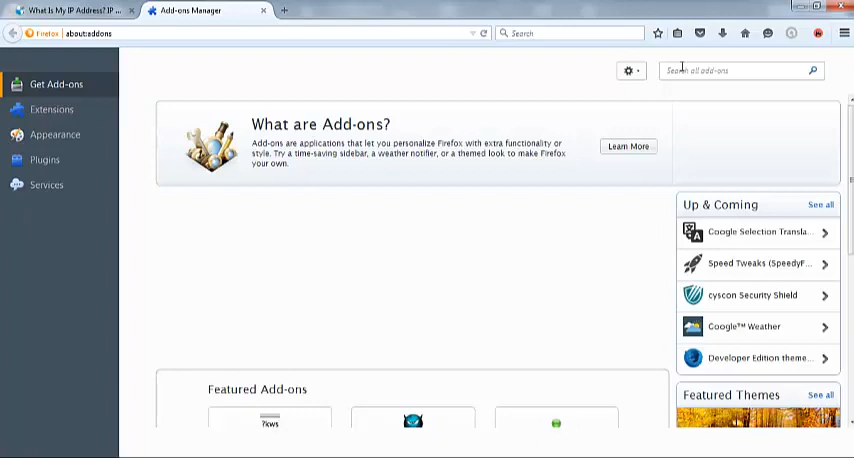 What Is My IP Address? IP ...
Add-ons Manager
Firefox
about:addons
Search
Search all add-ons
Get Add-ons
Extensions
Appearance
Plugins
Services
What are Add-ons?
Add-ons are applications that let you personalize Firefox with extra functionality or
style. Try a time-saving sidebar, a weather notifier, or a themed look to make Firefox
your own.
Learn More
Up & Coming
See all
Google Selection Transla...
Speed Tweaks (SpeedyF...
cyscon Security Shield
Google™ Weather
Developer Edition theme...
Featured Add-ons
?kws
Featured Themes
See all